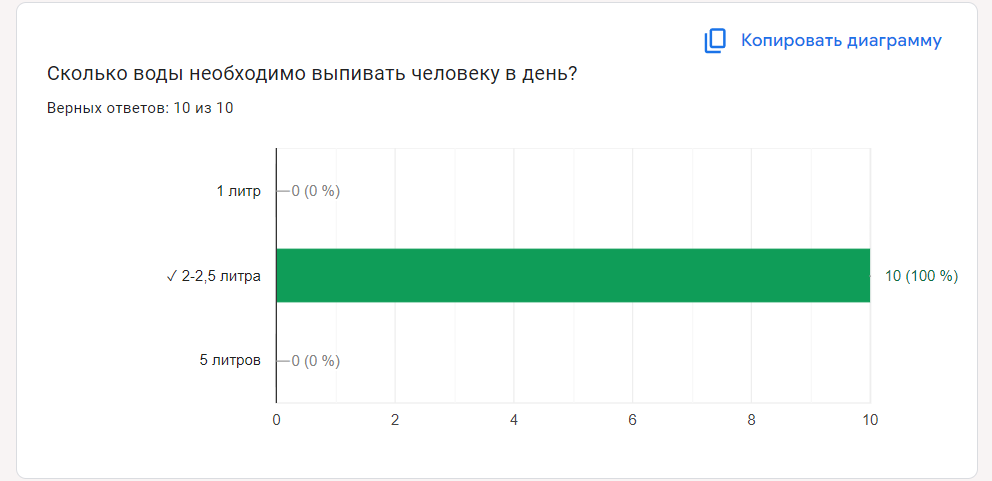 Копировать диаграмму
Сколько воды необходимо выпивать человеку в день?
Верных ответов: 10 из 10
1 литр
0 (0 %)
✓ 2-2,5 литра
10 (100 %)
5 литров
0 (0 %)
0 2 4 6 8 10